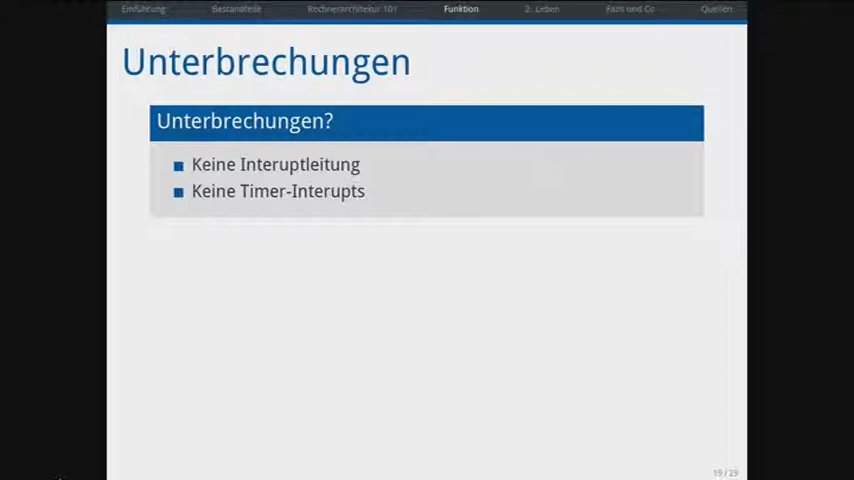 Einführung Bestandteile Rechnerarchitektur 101 Funktion 2. Leben Fazit und Co Quellen
Unterbrechungen
Unterbrechungen?
Keine Interuptleitung
Keine Timer-Interupts
19 / 29